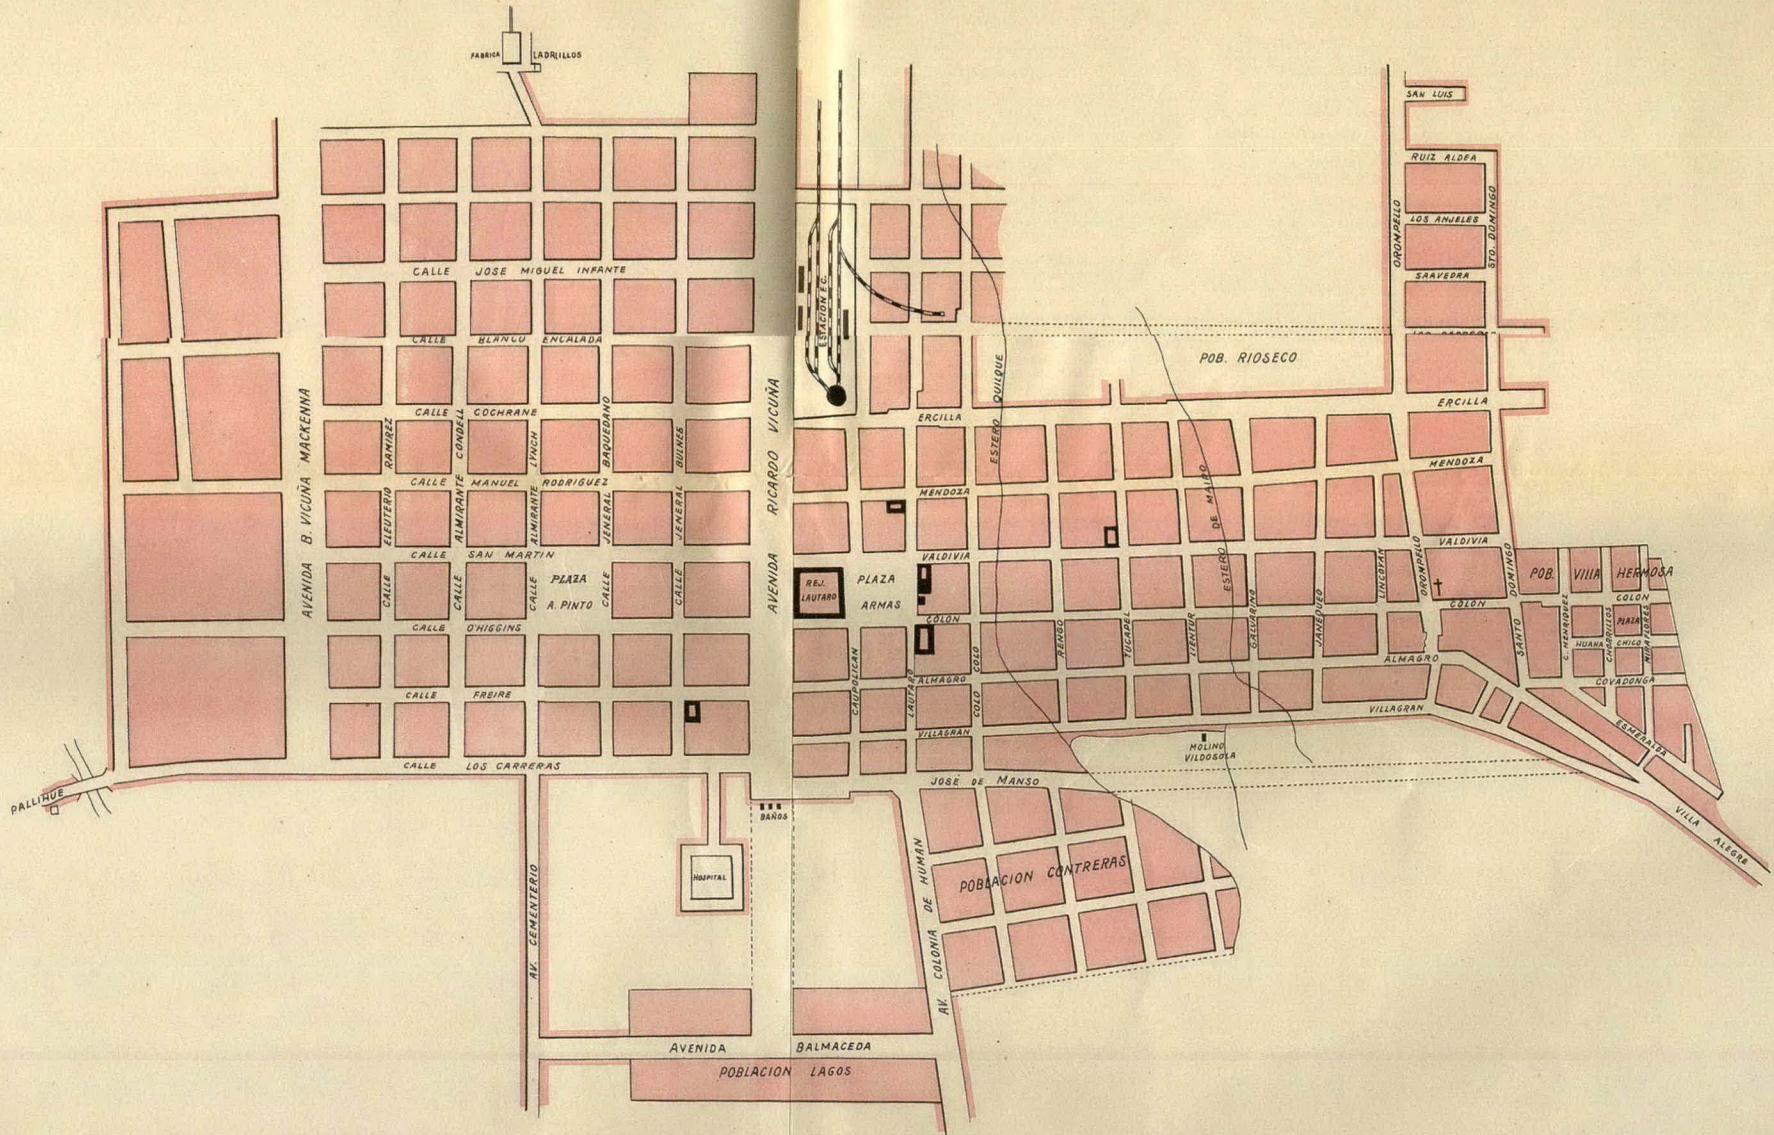 FABRICA LADRILLOS
SAN LUIS
RUIZ ALDEA
LOS ANJELES
SAAVEDRA
OROMPELLO
STO. DOMINGO
CALLE JOSE MIGUEL INFANTE
CALLE BLANCO ENCALADA
CALLE COCHRANE
CALLE MANUEL RODRIGUEZ
CALLE SAN MARTIN
CALLE O'HIGGINS
CALLE FREIRE
CALLE LOS CARRERAS
AVENIDA B. VICUÑA MACKENNA
CALLE ELEUTERIO RAMIREZ
CALLE ALMIRANTE CONDELL
CALLE ALMIRANTE LYNCH
CALLE JENERAL BAQUEDANO
CALLE JENERAL BULNES
AVENIDA RICARDO VICUÑA
PLAZA
A. PINTO
ESTACION F.C.
ESTERO QUILQUE
POB. RIOSECO
ERCILLA
ERCILLA
MENDOZA
MENDOZA
VALDIVIA
VALDIVIA
REJ.
LAUTARO
PLAZA
ARMAS
COLON
COLON
COLON
ALMAGRO
ALMAGRO
VILLAGRAN
VILLAGRAN
CAUPOLICAN
LAUTARO
COLO COLO
RENGO
TUCAPEL
LIENTUR
ESTERO DE MAIPO
GALVARINO
JANEQUEO
LINCOYAN
OROMPELLO
SANTO DOMINGO
POB. VILLA HERMOSA
C. HENRIQUEZ
CHORRILLOS
MIRAFLORES
PLAZA
HUAMA CHICO
COVADONGA
ESMERALDA
VILLA ALEGRE
MOLINO
VILDOSOLA
JOSE DE MANSO
PALLIHUE
BAÑOS
HOSPITAL
AV. CEMENTERIO
AV. COLONIA DE HUMAN
POBLACION CONTRERAS
AVENIDA BALMACEDA
POBLACION LAGOS